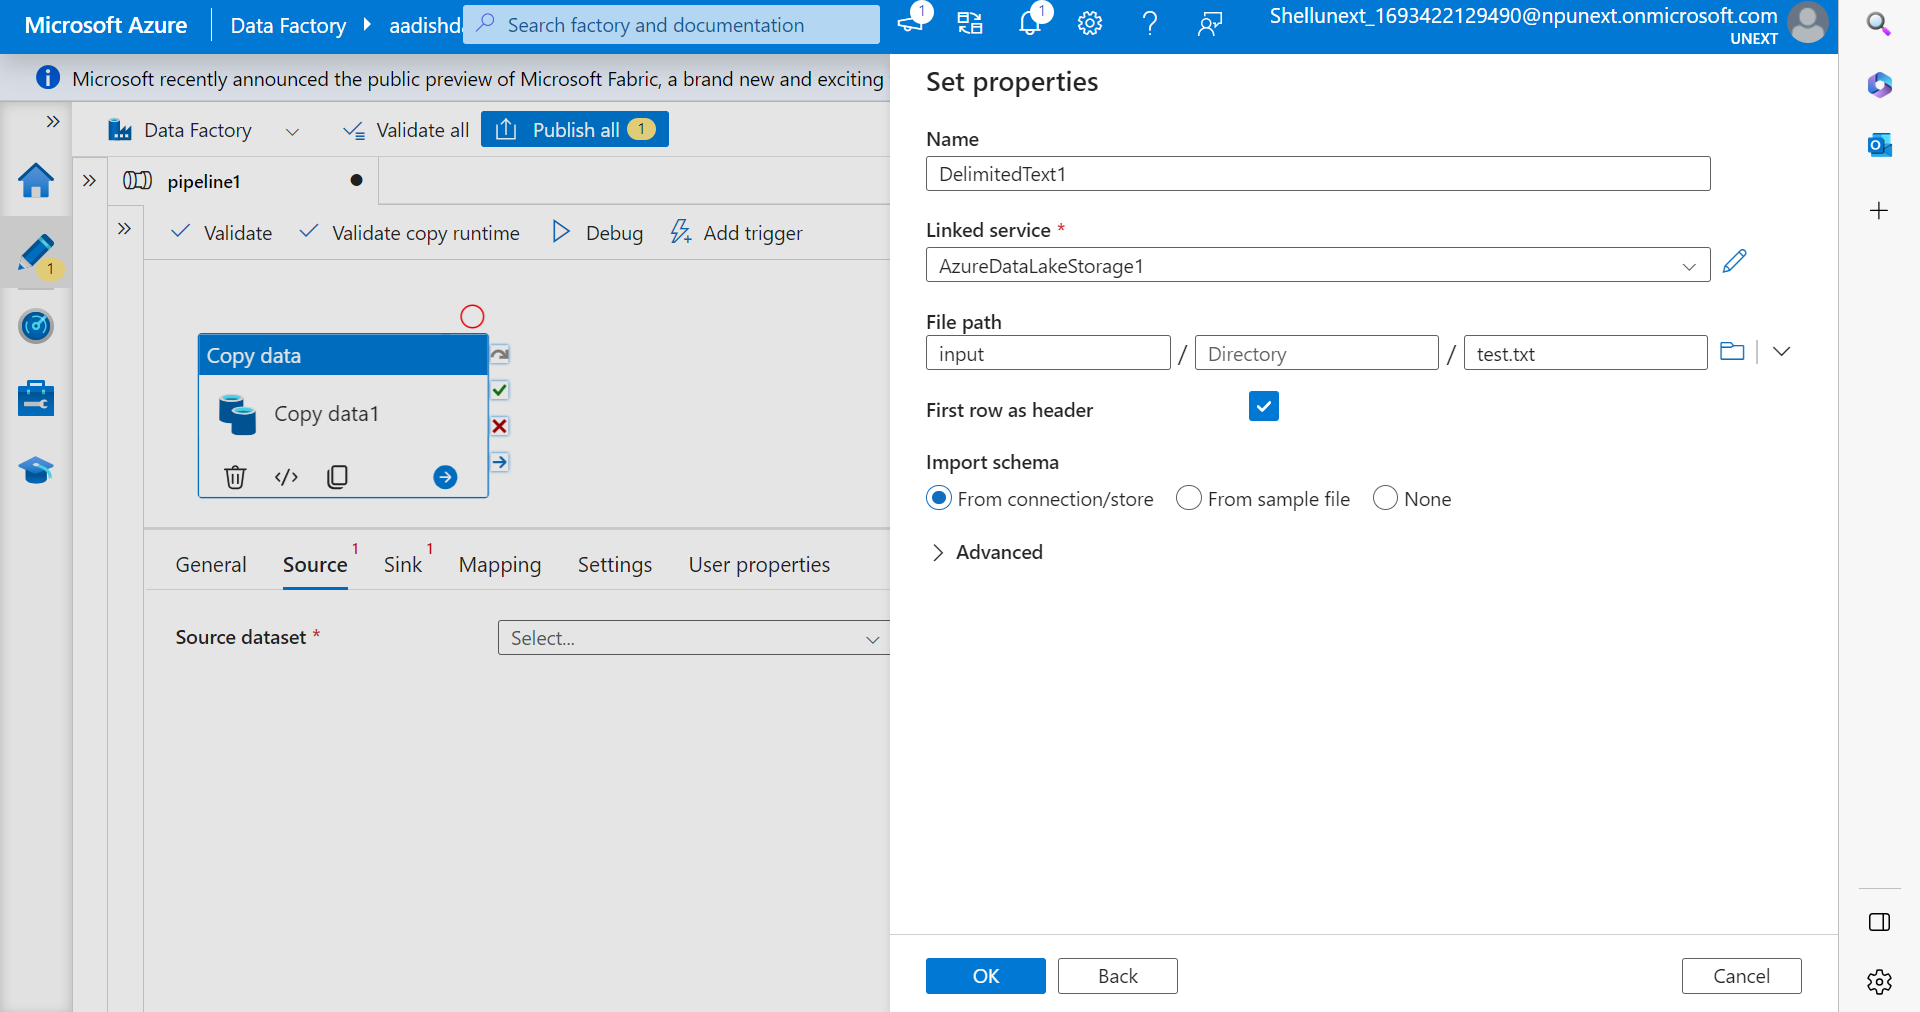 Microsoft Azure
Data Factory
aadishda
Search factory and documentation
1
1
Shellunext_1693422129490@npunext.onmicrosoft.com
UNEXT
Microsoft recently announced the public preview of Microsoft Fabric, a brand new and exciting
Data Factory
Validate all
Publish all 1
pipeline1
1
Validate
Validate copy runtime
Debug
Add trigger
Copy data
Copy data1
General
Source 1
Sink 1
Mapping
Settings
User properties
Source dataset *
Select...
Set properties
Name
DelimitedText1
Linked service *
AzureDataLakeStorage1
File path
input / Directory / test.txt
First row as header
Import schema
From connection/store
From sample file
None
Advanced
OK
Back
Cancel